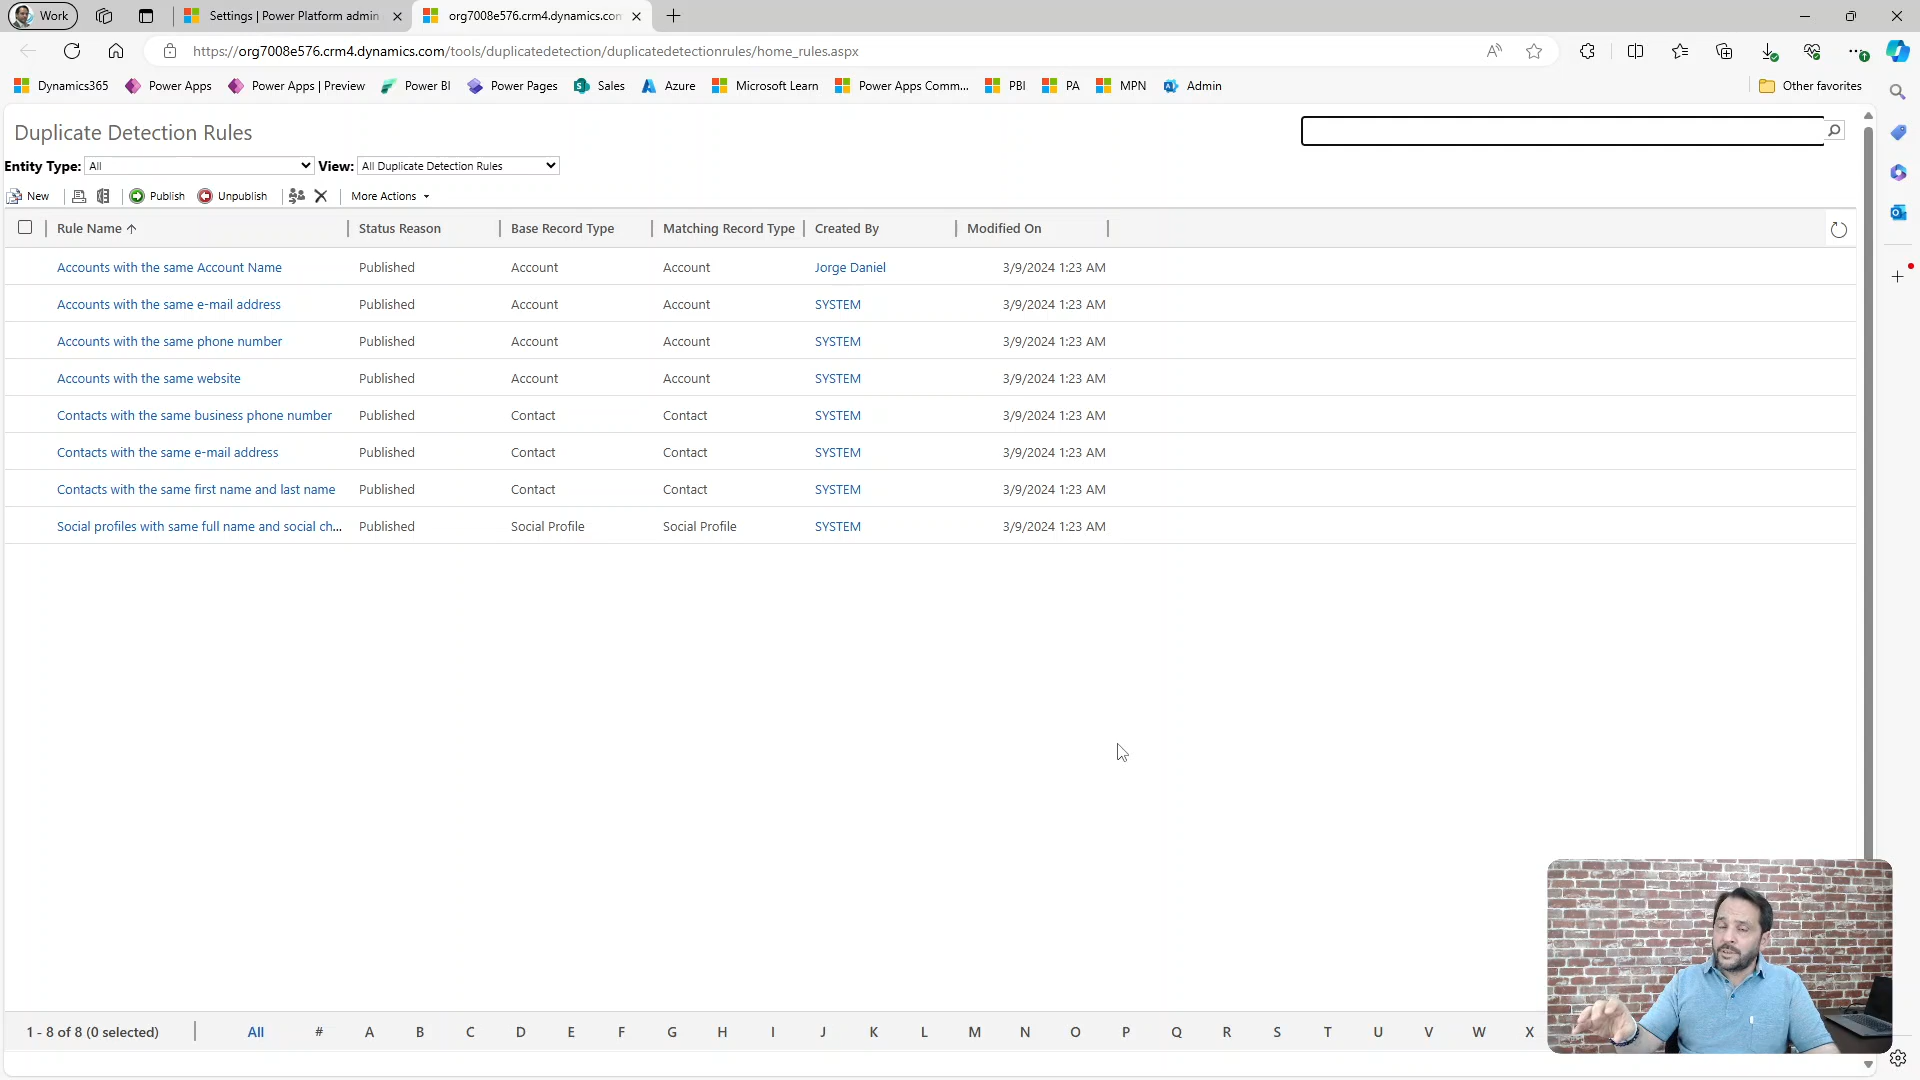 Work
Settings | Power Platform admin
org7008e576.crm4.dynamics.con
https://org7008e576.crm4.dynamics.com/tools/duplicatedetection/duplicatedetectionrules/home_rules.aspx
Dynamics365
Power Apps
Power Apps | Preview
Power BI
Power Pages
Sales
Azure
Microsoft Learn
Power Apps Comm...
PBI
PA
MPN
Admin
Other favorites
Duplicate Detection Rules
Entity Type: All View: All Duplicate Detection Rules
New Publish Unpublish More Actions
Rule Name Status Reason Base Record Type Matching Record Type Created By Modified On
Accounts with the same Account Name Published Account Account Jorge Daniel 3/9/2024 1:23 AM
Accounts with the same e-mail address Published Account Account SYSTEM 3/9/2024 1:23 AM
Accounts with the same phone number Published Account Account SYSTEM 3/9/2024 1:23 AM
Accounts with the same website Published Account Account SYSTEM 3/9/2024 1:23 AM
Contacts with the same business phone number Published Contact Contact SYSTEM 3/9/2024 1:23 AM
Contacts with the same e-mail address Published Contact Contact SYSTEM 3/9/2024 1:23 AM
Contacts with the same first name and last name Published Contact Contact SYSTEM 3/9/2024 1:23 AM
Social profiles with same full name and social ch... Published Social Profile Social Profile SYSTEM 3/9/2024 1:23 AM
1 - 8 of 8 (0 selected) All # A B C D E F G H I J K L M N O P Q R S T U V W X